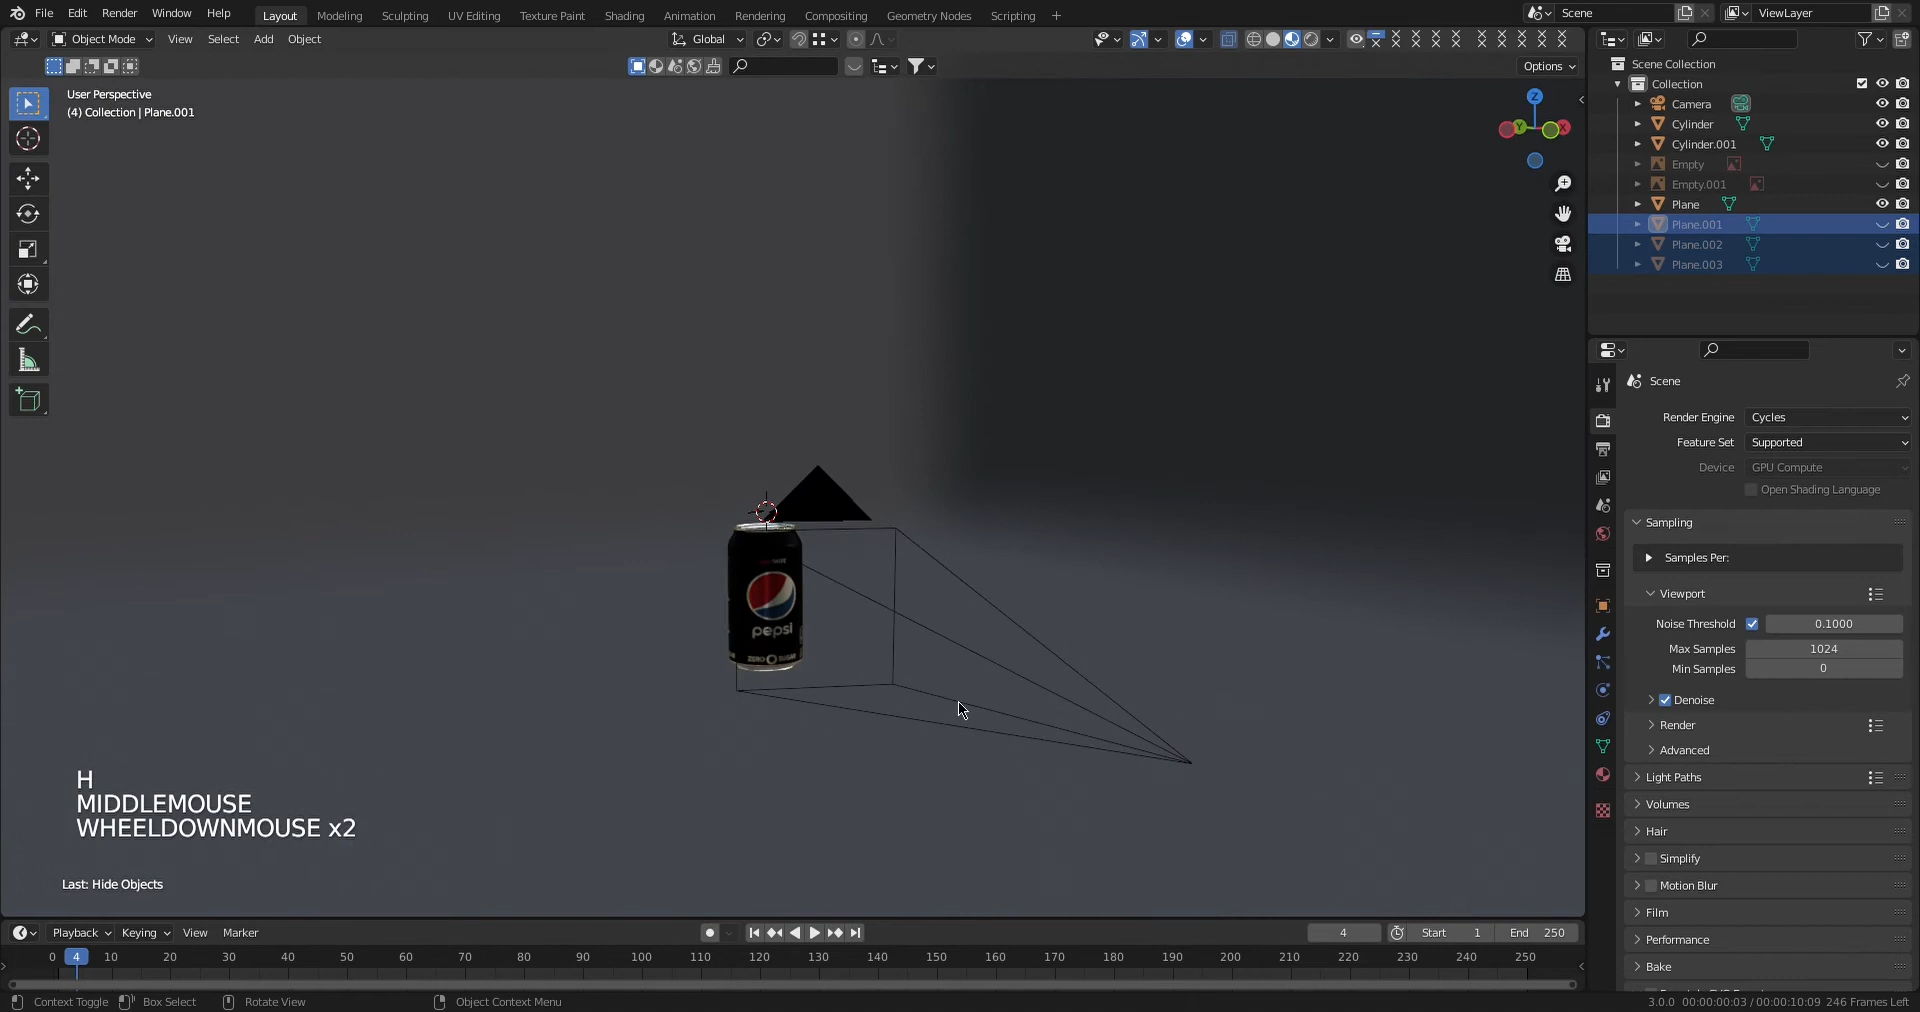 File Edit Render Window Help
Layout Modeling Sculpting UV Editing Texture Paint Shading Animation Rendering Compositing Geometry Nodes Scripting +
Scene ViewLayer
Object Mode View Select Add Object Global
Options
User Perspective
(4) Collection | Plane.001
Z
Y X
Scene Collection
Collection
Camera
Cylinder
Cylinder.001
Empty
Empty.001
Plane
Plane.001
Plane.002
Plane.003
Scene
Render Engine Cycles
Feature Set Supported
Device GPU Compute
Open Shading Language
Sampling
Samples Per:
Viewport
Noise Threshold 0.1000
Max Samples 1024
Min Samples 0
Denoise
Render
Advanced
Light Paths
Volumes
Hair
Simplify
Motion Blur
Film
Performance
Bake
pepsi
ZERO SUGAR
H
MIDDLEMOUSE
WHEELDOWNMOUSE x2
Last: Hide Objects
Playback Keying View Marker 4 Start 1 End 250
0 4 10 20 30 40 50 60 70 80 90 100 110 120 130 140 150 160 170 180 190 200 210 220 230 240 250
Context Toggle Box Select Rotate View Object Context Menu 3.0.0 00:00:00:03 / 00:00:10:09 246 Frames Left